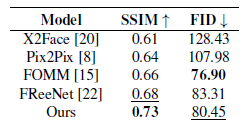 Model SSIM ↑ FID ↓
X2Face [20] 0.61 128.43
Pix2Pix [8] 0.64 107.98
FOMM [15] 0.66 76.90
FReeNet [22] 0.68 83.31
Ours 0.73 80.45